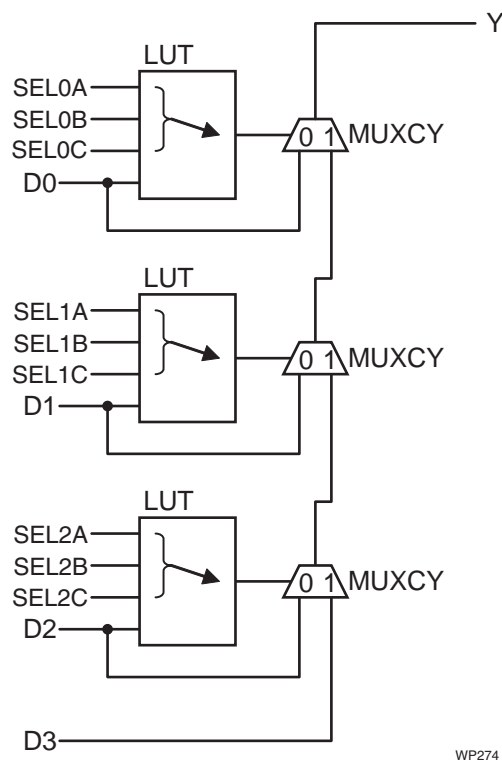 Y
LUT
SEL0A
SEL0B
SEL0C
D0
0 1
MUXCY
LUT
SEL1A
SEL1B
SEL1C
D1
0 1
MUXCY
LUT
SEL2A
SEL2B
SEL2C
D2
0 1
MUXCY
D3
WP274